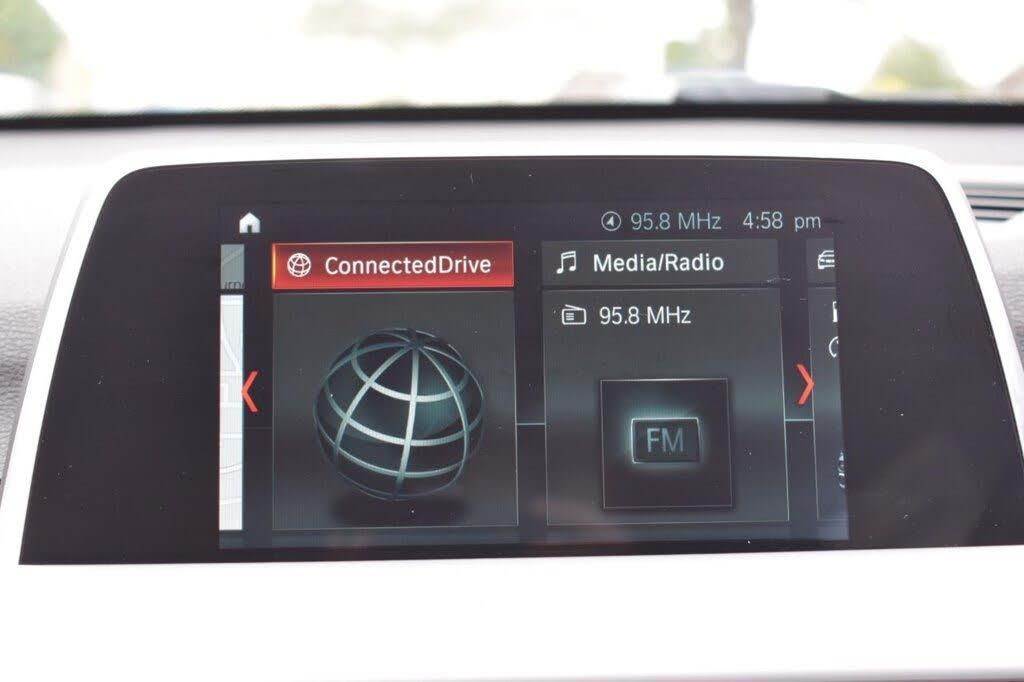 95.8 MHz 4:58 pm
ConnectedDrive
Media/Radio
95.8 MHz
FM